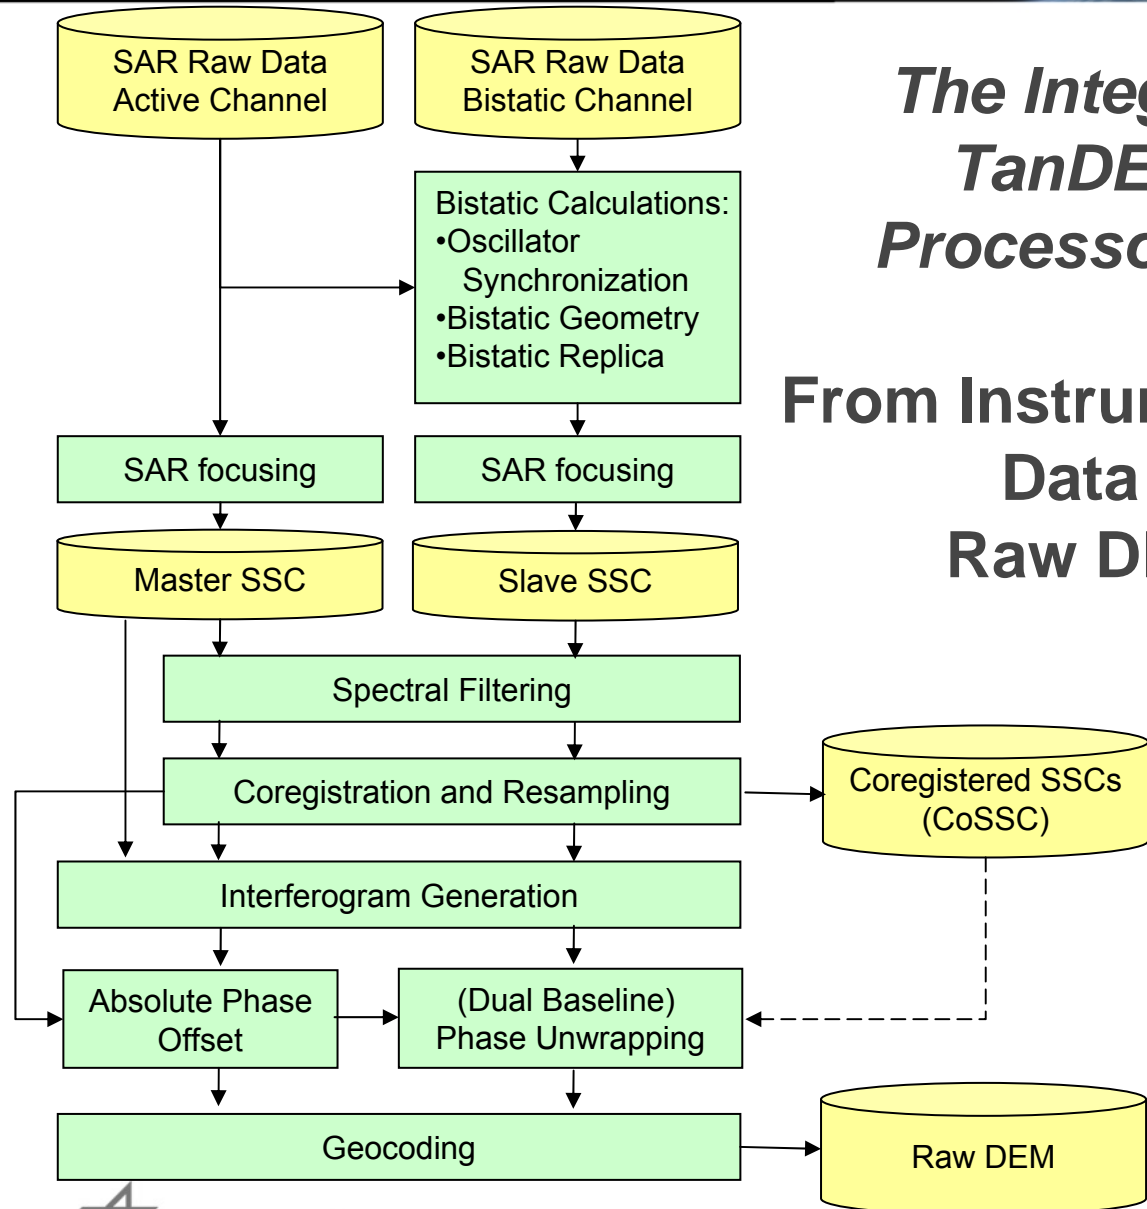 SAR Raw Data
Active Channel
SAR Raw Data
Bistatic Channel
The Integ
TanDE
Processo
From Instrum
Data
Raw D
Bistatic Calculations:
•Oscillator
Synchronization
•Bistatic Geometry
•Bistatic Replica
SAR focusing
SAR focusing
Master SSC
Slave SSC
Spectral Filtering
Coregistration and Resampling
Coregistered SSCs
(CoSSC)
Interferogram Generation
Absolute Phase
Offset
(Dual Baseline)
Phase Unwrapping
Geocoding
Raw DEM